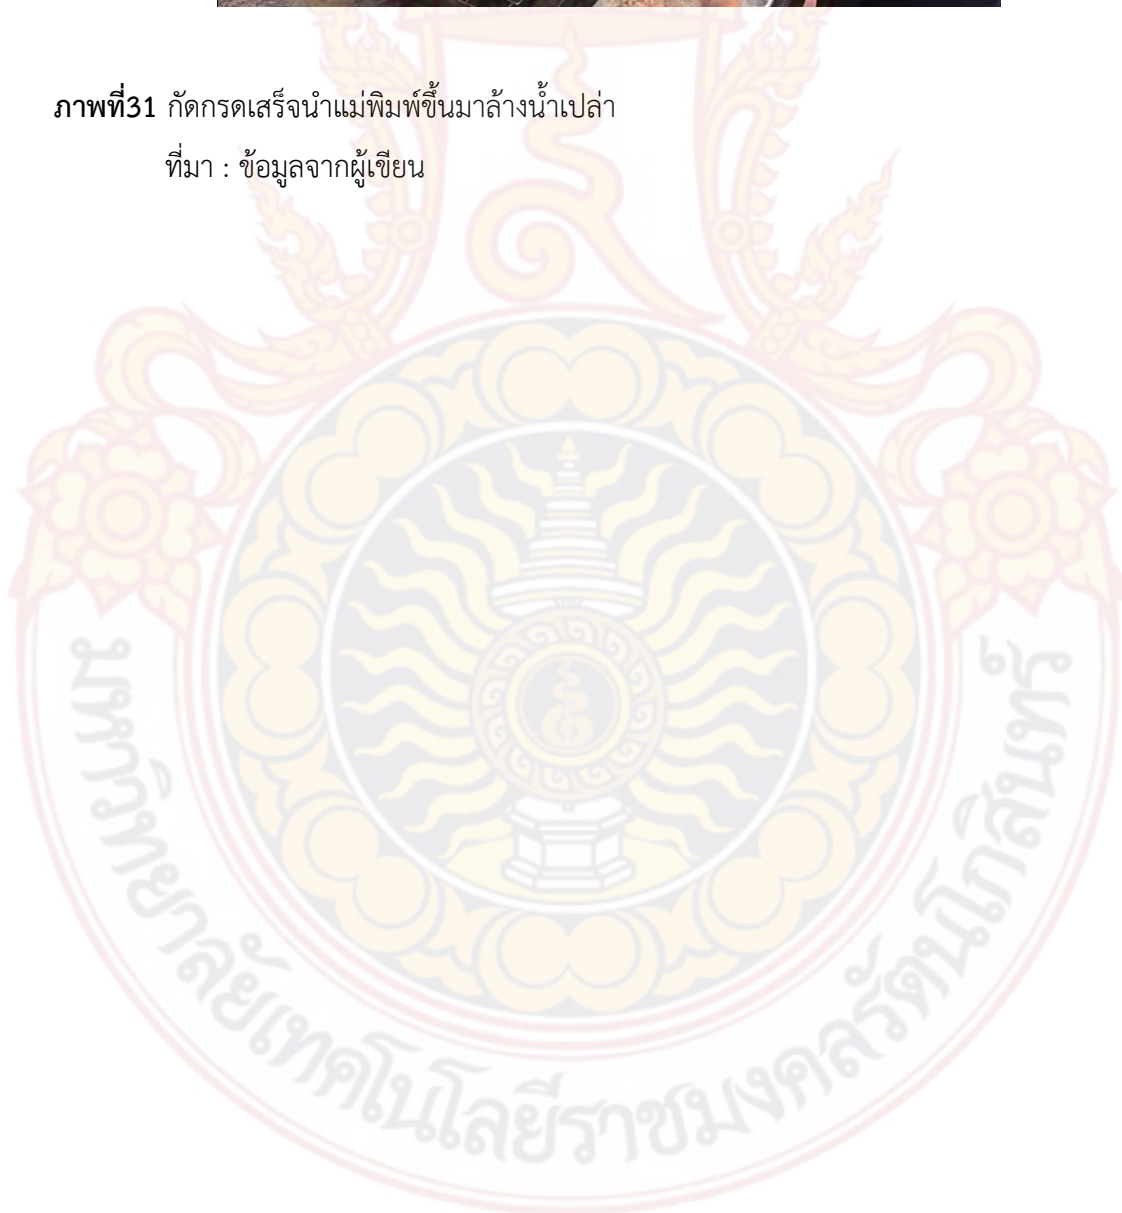 ภาพที่31 กัดกรดเสร็จนำแม่พิมพ์ขึ้นมาล้างน้ำเปล่า
ที่มา : ข้อมูลจากผู้เขียน
มหาวิทยาลัยเทคโนโลยีราชมงคลรัตนโกสินทร์